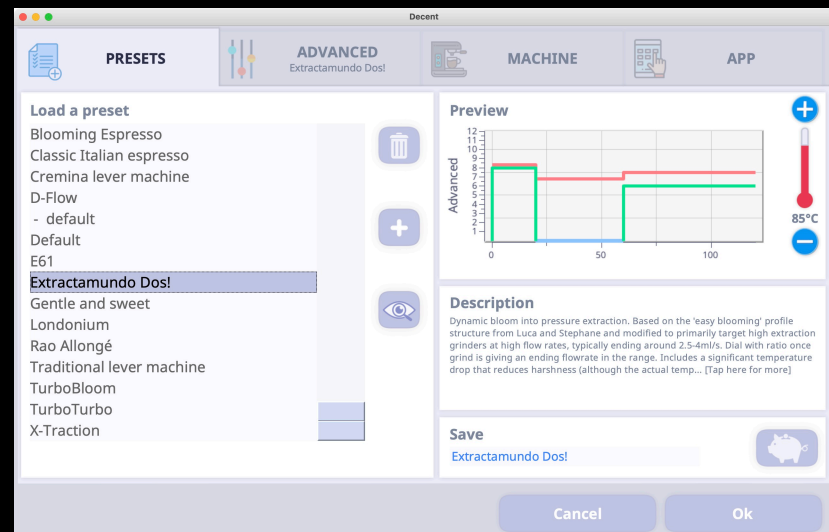 Decent
PRESETS
ADVANCED
Extractamundo Dos!
MACHINE
APP
Load a preset
Blooming Espresso
Classic Italian espresso
Cremina lever machine
D-Flow
- default
Default
E61
Extractamundo Dos!
Gentle and sweet
Londonium
Rao Allongé
Traditional lever machine
TurboBloom
TurboTurbo
X-Traction
Preview
Advanced
12
11
10
9
8
7
6
5
4
3
2
1
0
50
100
85°C
Description
Dynamic bloom into pressure extraction. Based on the 'easy blooming' profile
structure from Luca and Stephane and modified to primarily target high extraction
grinders at high flow rates, typically ending around 2.5-4ml/s. Dial with ratio once
grind is giving an ending flowrate in the range. Includes a significant temperature
drop that reduces harshness (although the actual temp... [Tap here for more]
Save
Extractamundo Dos!
Cancel
Ok